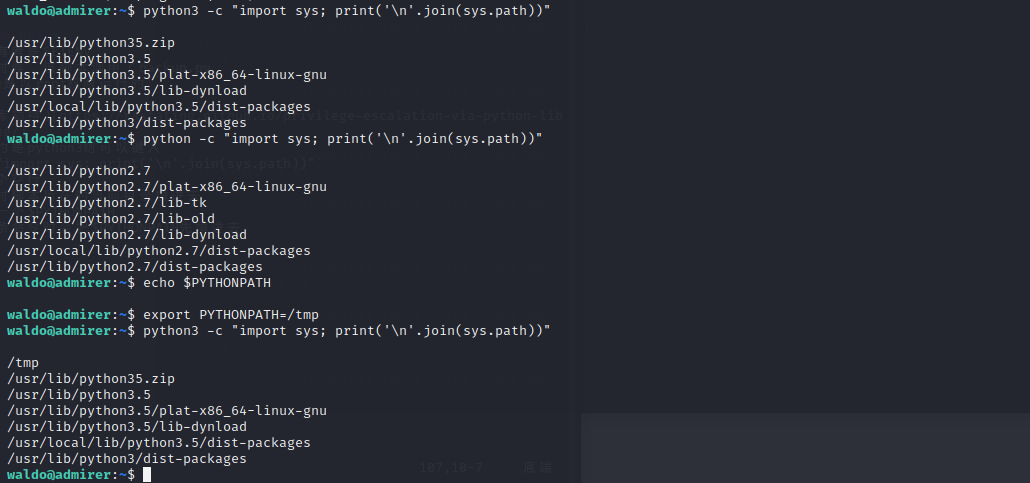 waldo@admirer:~$ python3 -c "import sys; print('\n'.join(sys.path))"
/usr/lib/python35.zip
/usr/lib/python3.5
/usr/lib/python3.5/plat-x86_64-linux-gnu
/usr/lib/python3.5/lib-dynload
/usr/local/lib/python3.5/dist-packages
/usr/lib/python3/dist-packages
waldo@admirer:~$ python -c "import sys; print('\n'.join(sys.path))"
/usr/lib/python2.7
/usr/lib/python2.7/plat-x86_64-linux-gnu
/usr/lib/python2.7/lib-tk
/usr/lib/python2.7/lib-old
/usr/lib/python2.7/lib-dynload
/usr/local/lib/python2.7/dist-packages
/usr/lib/python2.7/dist-packages
waldo@admirer:~$ echo $PYTHONPATH
waldo@admirer:~$ export PYTHONPATH=/tmp
waldo@admirer:~$ python3 -c "import sys; print('\n'.join(sys.path))"
/tmp
/usr/lib/python35.zip
/usr/lib/python3.5
/usr/lib/python3.5/plat-x86_64-linux-gnu
/usr/lib/python3.5/lib-dynload
/usr/local/lib/python3.5/dist-packages
/usr/lib/python3/dist-packages
waldo@admirer:~$